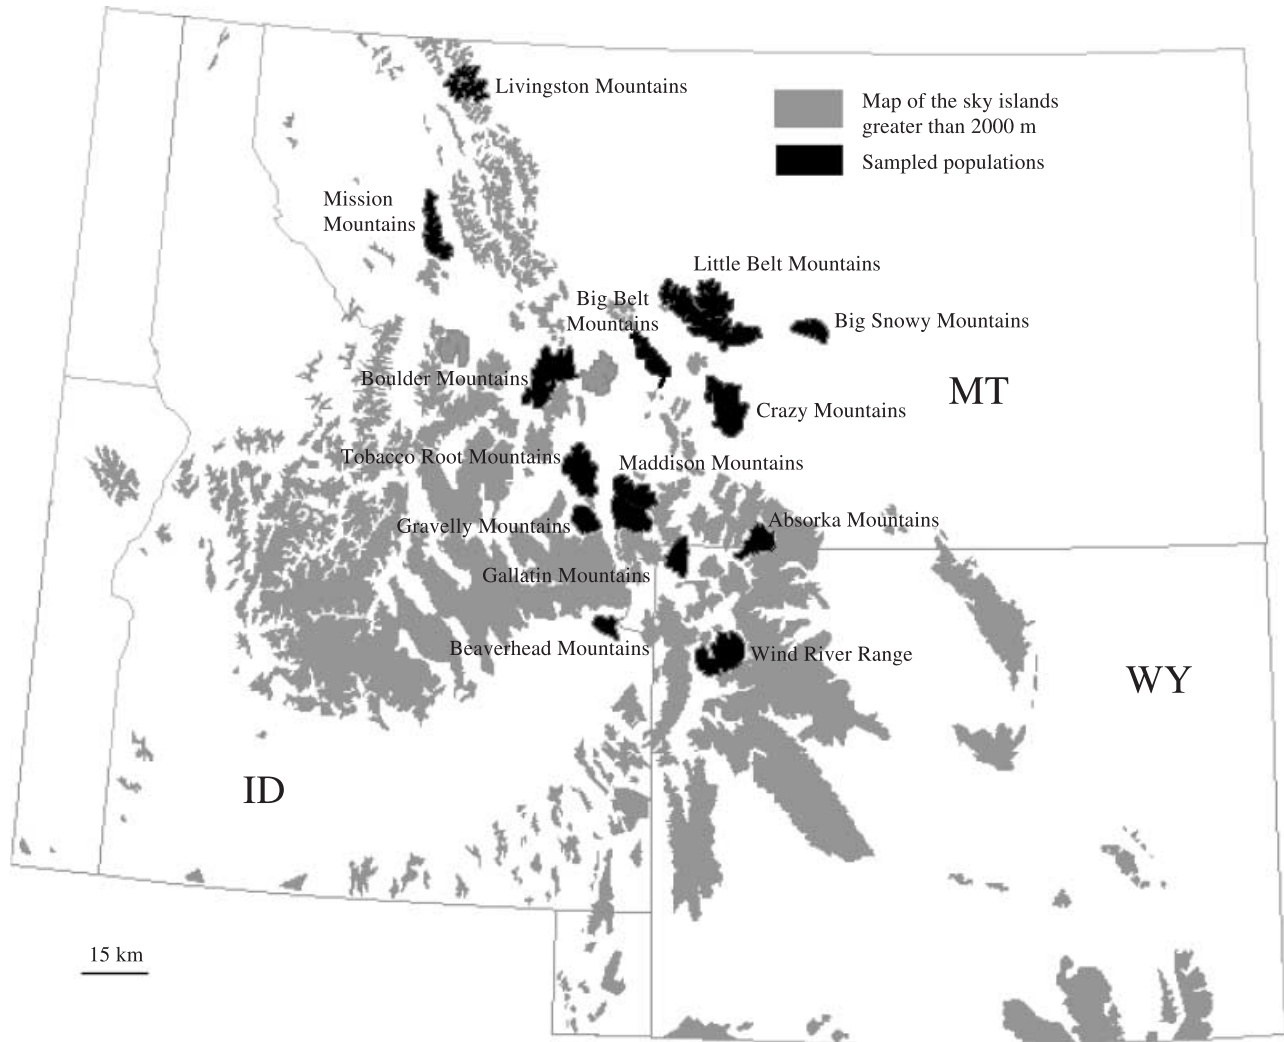 Livingston Mountains
Map of the sky islands
greater than 2000 m
Sampled populations
Mission
Mountains
Little Belt Mountains
Big Belt
Mountains
Big Snowy Mountains
Boulder Mountains
MT
Crazy Mountains
Tobacco Root Mountains
Maddison Mountains
Gravelly Mountains
Absorka Mountains
Gallatin Mountains
Beaverhead Mountains
Wind River Range
WY
ID
15 km